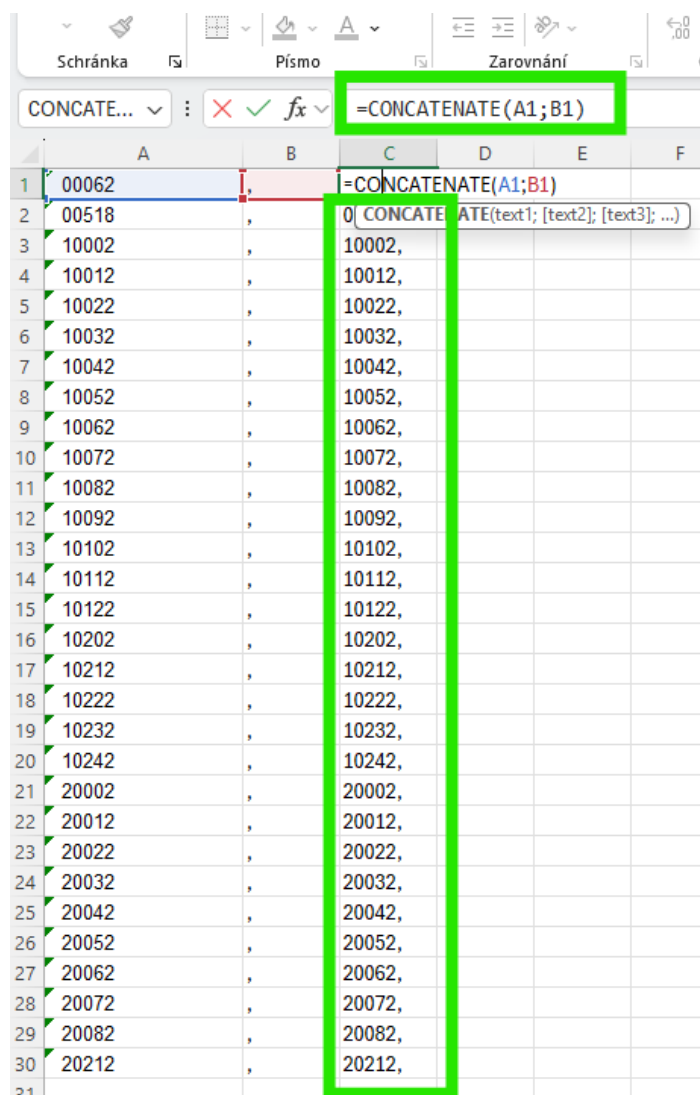 ,00
Schránka Písmo Zarovnání
CONCATE... fx =CONCATENATE(A1;B1)
A B C D E F
1 00062 , =CONCATENATE(A1;B1)
2 00518 , 0 CONCATENATE(text1; [text2]; [text3]; ...)
3 10002 , 10002,
4 10012 , 10012,
5 10022 , 10022,
6 10032 , 10032,
7 10042 , 10042,
8 10052 , 10052,
9 10062 , 10062,
10 10072 , 10072,
11 10082 , 10082,
12 10092 , 10092,
13 10102 , 10102,
14 10112 , 10112,
15 10122 , 10122,
16 10202 , 10202,
17 10212 , 10212,
18 10222 , 10222,
19 10232 , 10232,
20 10242 , 10242,
21 20002 , 20002,
22 20012 , 20012,
23 20022 , 20022,
24 20032 , 20032,
25 20042 , 20042,
26 20052 , 20052,
27 20062 , 20062,
28 20072 , 20072,
29 20082 , 20082,
30 20212 , 20212,